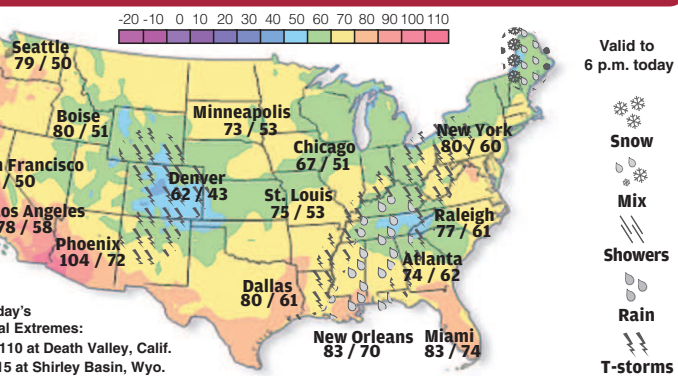 -20 -10 0 10 20 30 40 50 60 70 80 90 100 110
Seattle
79 / 50
Valid to
6 p.m. today
Boise
80 / 51
Minneapolis
73 / 53
New York
80 / 60
Chicago
67 / 51
Snow
n Francisco
/ 50
Denver
62 / 43
St. Louis
75 / 53
Mix
os Angeles
78 / 58
Raleigh
77 / 61
Phoenix
104 / 72
Showers
Atlanta
74 / 62
Dallas
80 / 61
Rain
day's
al Extremes:
110 at Death Valley, Calif.
15 at Shirley Basin, Wyo.
New Orleans
83 / 70
Miami
83 / 74
T-storms